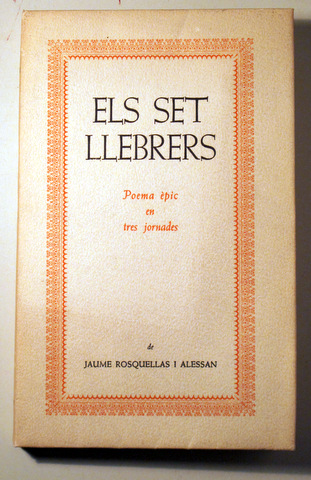 ELS SET
LLEBRERS
Poema èpic
en
tres jornades
de
JAUME ROSQUELLAS I ALESSAN